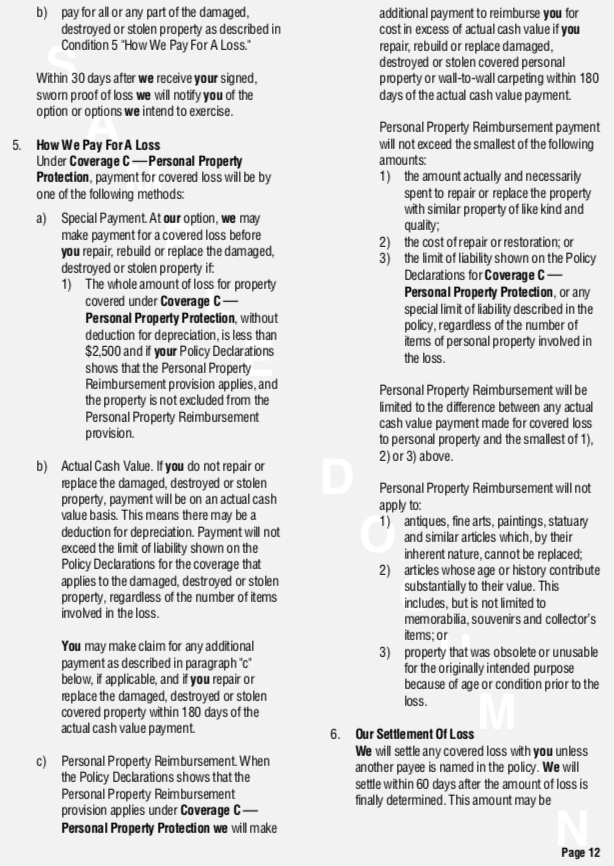 b) pay for all or any part of the damaged,
destroyed or stolen property as described in
Condition 5 "How We Pay For A Loss."
Within 30 days after we receive your signed,
sworn proof of loss we will notify you of the
option or options we intend to exercise.
5. How We Pay For A Loss
Under Coverage C—Personal Property
Protection, payment for covered loss will be by
one of the following methods:
a) Special Payment. At our option, we may
make payment for a covered loss before
you repair, rebuild or replace the damaged,
destroyed or stolen property if:
1) The whole amount of loss for property
covered under Coverage C—
Personal Property Protection, without
deduction for depreciation, is less than
$2,500 and if your Policy Declarations
shows that the Personal Property
Reimbursement provision applies, and
the property is not excluded from the
Personal Property Reimbursement
provision.
b) Actual Cash Value. If you do not repair or
replace the damaged, destroyed or stolen
property, payment will be on an actual cash
value basis. This means there may be a
deduction for depreciation. Payment will not
exceed the limit of liability shown on the
Policy Declarations for the coverage that
applies to the damaged, destroyed or stolen
property, regardless of the number of items
involved in the loss.
You may make claim for any additional
payment as described in paragraph "c"
below, if applicable, and if you repair or
replace the damaged, destroyed or stolen
covered property within 180 days of the
actual cash value payment.
c) Personal Property Reimbursement. When
the Policy Declarations shows that the
Personal Property Reimbursement
provision applies under Coverage C—
Personal Property Protection we will make
additional payment to reimburse you for
cost in excess of actual cash value if you
repair, rebuild or replace damaged,
destroyed or stolen covered personal
property or wall-to-wall carpeting within 180
days of the actual cash value payment.
Personal Property Reimbursement payment
will not exceed the smallest of the following
amounts:
1) the amount actually and necessarily
spent to repair or replace the property
with similar property of like kind and
quality;
2) the cost of repair or restoration; or
3) the limit of liability shown on the Policy
Declarations for Coverage C—
Personal Property Protection, or any
special limit of liability described in the
policy, regardless of the number of
items of personal property involved in
the loss.
Personal Property Reimbursement will be
limited to the difference between any actual
cash value payment made for covered loss
to personal property and the smallest of 1),
2) or 3) above.
Personal Property Reimbursement will not
apply to:
1) antiques, fine arts, paintings, statuary
and similar articles which, by their
inherent nature, cannot be replaced;
2) articles whose age or history contribute
substantially to their value. This
includes, but is not limited to
memorabilia, souvenirs and collector's
items; or
3) property that was obsolete or unusable
for the originally intended purpose
because of age or condition prior to the
loss.
6. Our Settlement Of Loss
We will settle any covered loss with you unless
another payee is named in the policy. We will
settle within 60 days after the amount of loss is
finally determined. This amount may be
Page 12